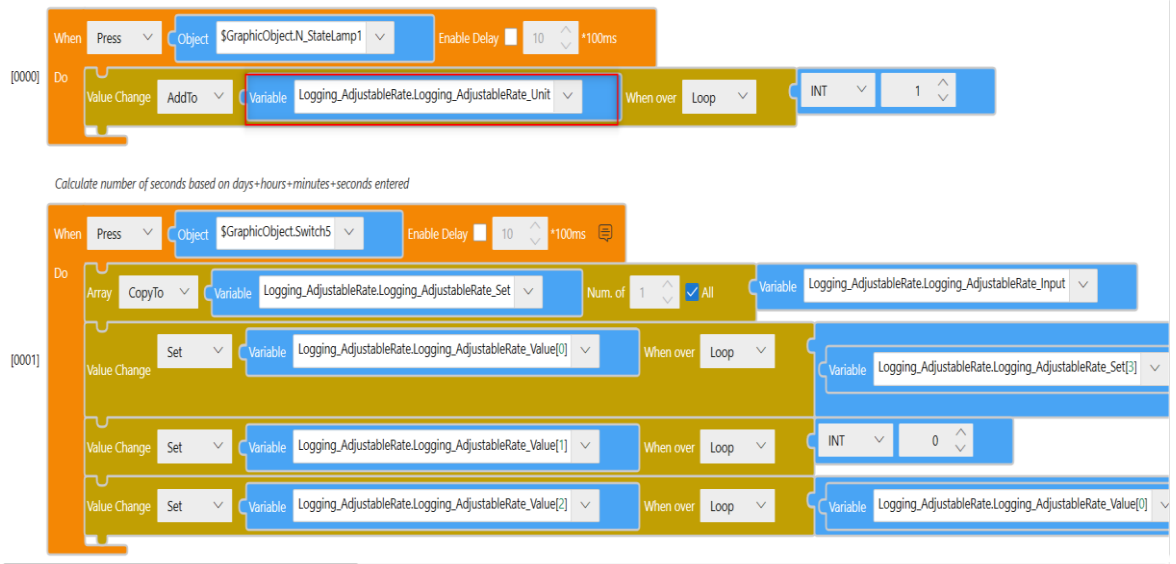 When Press Object $GraphicObject.N_StateLamp1 Enable Delay 10 *100ms
[0000] Do
Value Change AddTo Variable Logging_AdjustableRate.Logging_AdjustableRate_Unit When over Loop INT 1
Calculate number of seconds based on days+hours+minutes+seconds entered
When Press Object $GraphicObject.Switch5 Enable Delay 10 *100ms
Do
Array CopyTo Variable Logging_AdjustableRate.Logging_AdjustableRate_Set Num. of 1 All Variable Logging_AdjustableRate.Logging_AdjustableRate_Input
[0001]
Value Change Set Variable Logging_AdjustableRate.Logging_AdjustableRate_Value[0] When over Loop Variable Logging_AdjustableRate.Logging_AdjustableRate_Set[3]
Value Change Set Variable Logging_AdjustableRate.Logging_AdjustableRate_Value[1] When over Loop INT 0
Value Change Set Variable Logging_AdjustableRate.Logging_AdjustableRate_Value[2] When over Loop Variable Logging_AdjustableRate.Logging_AdjustableRate_Value[0]